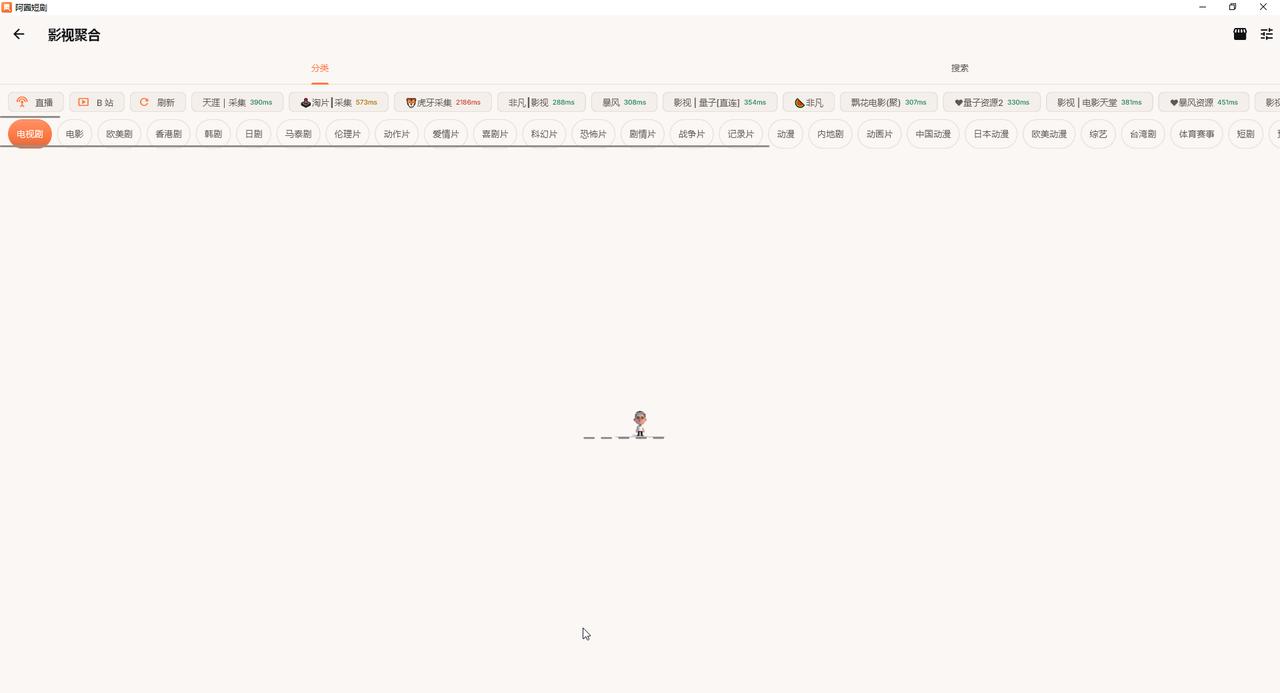 阿圆短剧
影视聚合
分类 搜索
直播 B 站 刷新 天涯 | 采集 390ms 淘片┃采集 573ms 虎牙采集 2186ms 非凡┃影视 288ms 暴风 308ms 影视 | 量子[直连] 354ms 非凡 飘花电影(聚) 307ms ❤量子资源2 330ms 影视 | 电影天堂 381ms ❤暴风资源 451ms 影视
电视剧 电影 欧美剧 香港剧 韩剧 日剧 马泰剧 伦理片 动作片 爱情片 喜剧片 科幻片 恐怖片 剧情片 战争片 记录片 动漫 内地剧 动画片 中国动漫 日本动漫 欧美动漫 综艺 台湾剧 体育赛事 短剧